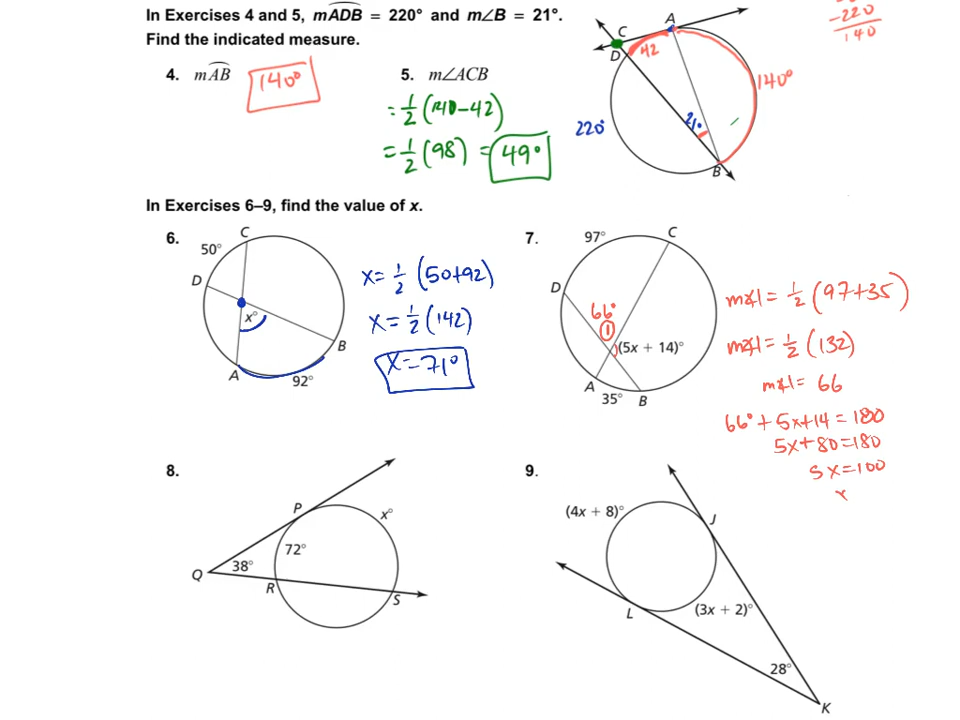 In Exercises 4 and 5, mADB = 220° and m∠B = 21°.
Find the indicated measure.
-220
140
4. mAB
140°
5. m∠ACB
= 1/2 (140-42)
= 1/2 (98) = 49°
C
A
D
42
140°
220°
21°
B
In Exercises 6–9, find the value of x.
6.
C
50°
D
x°
B
A
92°
x = 1/2 (50+92)
x = 1/2 (142)
x = 71°
7.
97°
C
D
66°
1
(5x + 14)°
A
35°
B
m∡1 = 1/2 (97+35)
m∡1 = 1/2 (132)
m∡1 = 66
66° + 5x+14 = 180
5x+80=180
5x=100
x
8.
P
x°
72°
38°
Q
R
S
9.
(4x + 8)°
J
(3x + 2)°
L
28°
K